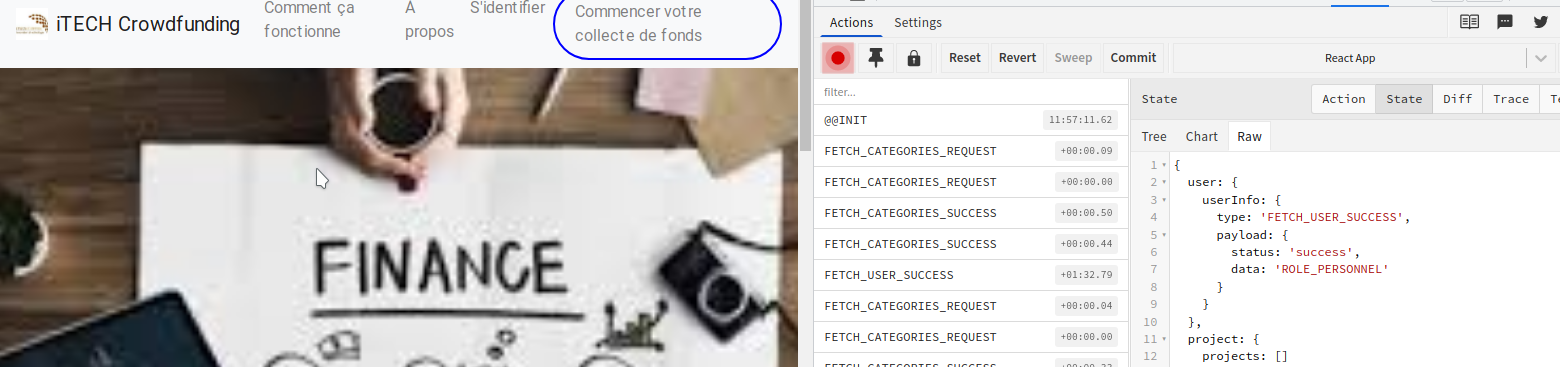 iTECH Crowdfunding
Comment ça
fonctionne
À
propos
S'identifier
Commencer votre
collecte de fonds
FINANCE
Actions
Settings
Reset
Revert
Sweep
Commit
React App
filter...
@@INIT
11:57:11.62
FETCH_CATEGORIES_REQUEST
+00:00.09
FETCH_CATEGORIES_REQUEST
+00:00.00
FETCH_CATEGORIES_SUCCESS
+00:00.50
FETCH_CATEGORIES_SUCCESS
+00:00.44
FETCH_USER_SUCCESS
+01:32.79
FETCH_CATEGORIES_REQUEST
+00:00.04
FETCH_CATEGORIES_REQUEST
+00:00.00
FETCH_CATEGORIES_SUCCESS
State
Action
State
Diff
Trace
Tree
Chart
Raw
1 {
2 user: {
3 userInfo: {
4 type: 'FETCH_USER_SUCCESS',
5 payload: {
6 status: 'success',
7 data: 'ROLE_PERSONNEL'
8 }
9 }
10 },
11 project: {
12 projects: []